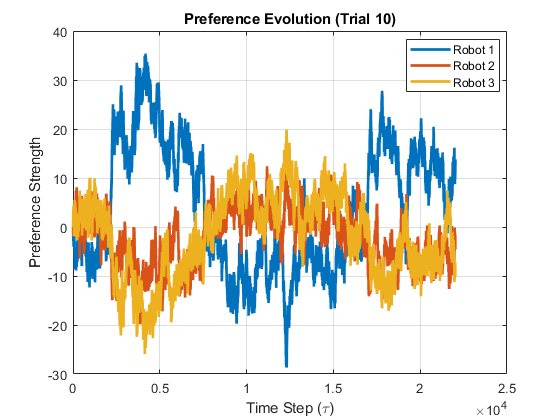 Preference Evolution (Trial 10)
40
30
20
10
0
-10
-20
-30
Preference Strength
Robot 1
Robot 2
Robot 3
0
0.5
1
1.5
2
2.5
×10⁴
Time Step (τ)